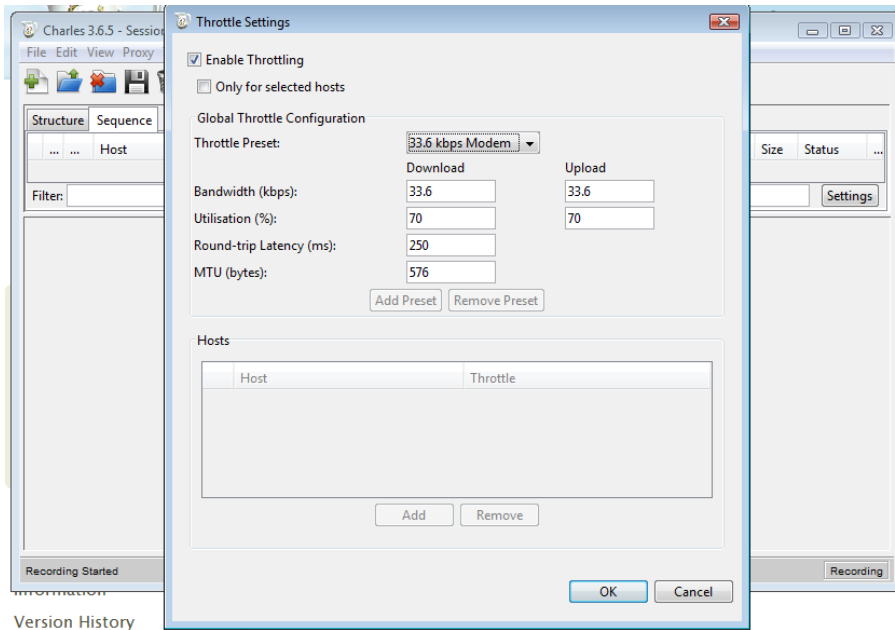 Charles 3.6.5 - Session
File Edit View Proxy
Structure Sequence
... ... Host Size Status ...
Filter: Settings
Throttle Settings
Enable Throttling
Only for selected hosts
Global Throttle Configuration
Throttle Preset: 33.6 kbps Modem
Download Upload
Bandwidth (kbps): 33.6 33.6
Utilisation (%): 70 70
Round-trip Latency (ms): 250
MTU (bytes): 576
Add Preset Remove Preset
Hosts
Host Throttle
Add Remove
OK Cancel
Recording Started Recording
Information
Version History